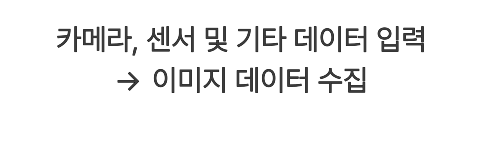 카메라, 센서 및 기타 데이터 입력
→ 이미지 데이터 수집